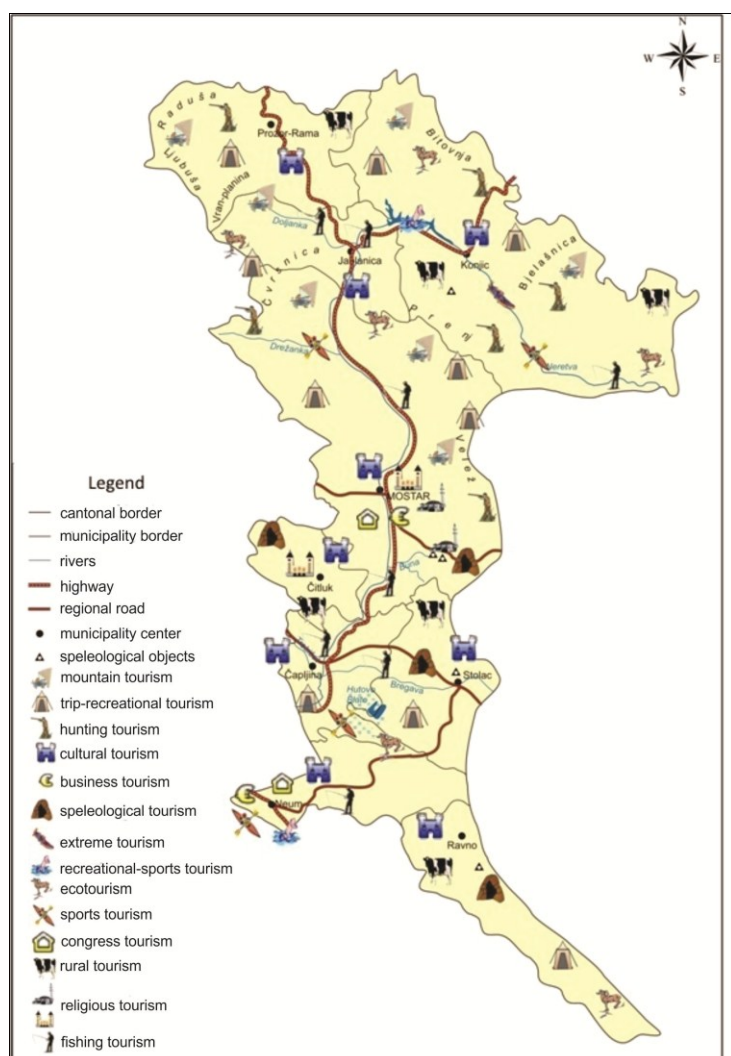 N
W
E
S
Raduša
Ljubuša
Prozor-Rama
Bitovnja
Vran-planina
Doljanka
Jablanica
Konjic
Bjelašnica
Čvrsnica
Prenj
Drežanka
Neretva
Velež
MOSTAR
Buna
Čitluk
Čapljina
Stolac
Bregava
Hutovo
Blato
Neum
Ravno
Legend
cantonal border
municipality border
rivers
highway
regional road
municipality center
speleological objects
mountain tourism
trip-recreational tourism
hunting tourism
cultural tourism
business tourism
speleological tourism
extreme tourism
recreational-sports tourism
ecotourism
sports tourism
congress tourism
rural tourism
religious tourism
fishing tourism